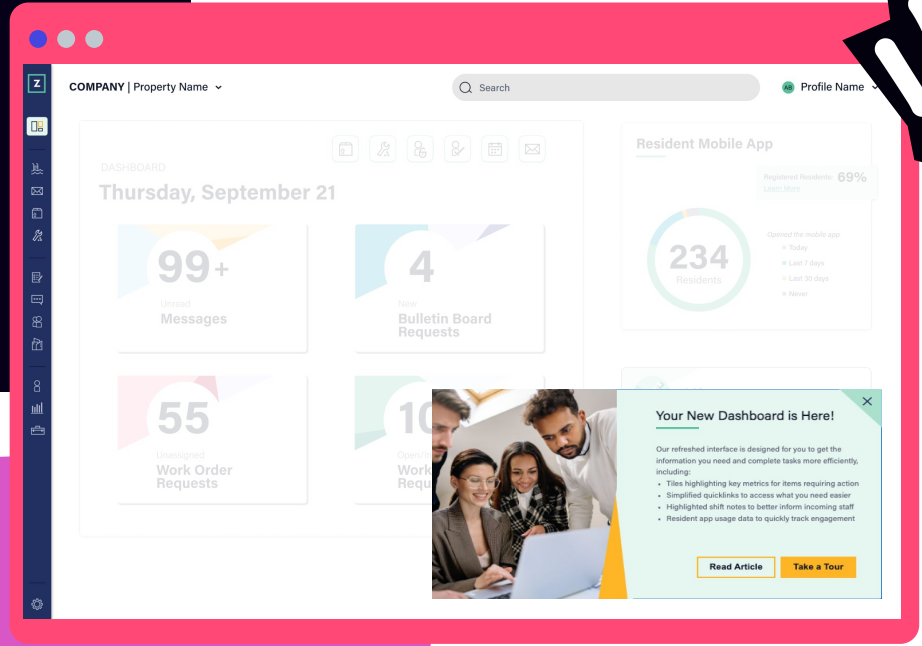 Z
COMPANY | Property Name
Search
AB
Profile Name
DASHBOARD
Thursday, September 21
Resident Mobile App
Registered Residents: 69%
Learn More
234
Residents
Opened the mobile app
Today
Last 7 days
Last 30 days
Never
99+
Unread
Messages
4
New
Bulletin Board
Requests
55
Unassigned
Work Order
Requests
10
Work
Requ
Your New Dashboard is Here!
Our refreshed interface is designed for you to get the
information you need and complete tasks more efficiently,
including:
• Tiles highlighting key metrics for items requiring action
• Simplified quicklinks to access what you need easier
• Highlighted shift notes to better inform incoming staff
• Resident app usage data to quickly track engagement
Read Article
Take a Tour